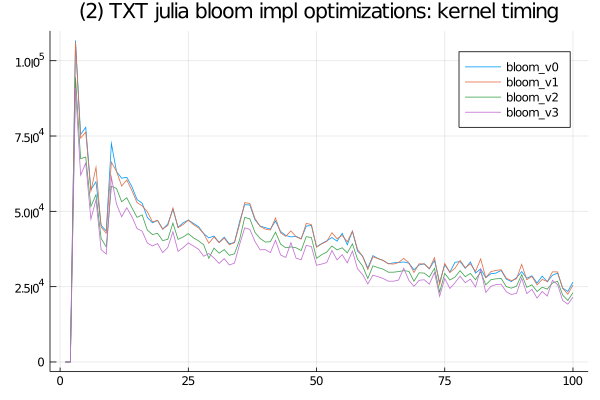 (2) TXT julia bloom impl optimizations: kernel timing
bloom_v0
bloom_v1
bloom_v2
bloom_v3
1.0×10⁵
7.5×10⁴
5.0×10⁴
2.5×10⁴
0
0 25 50 75 100